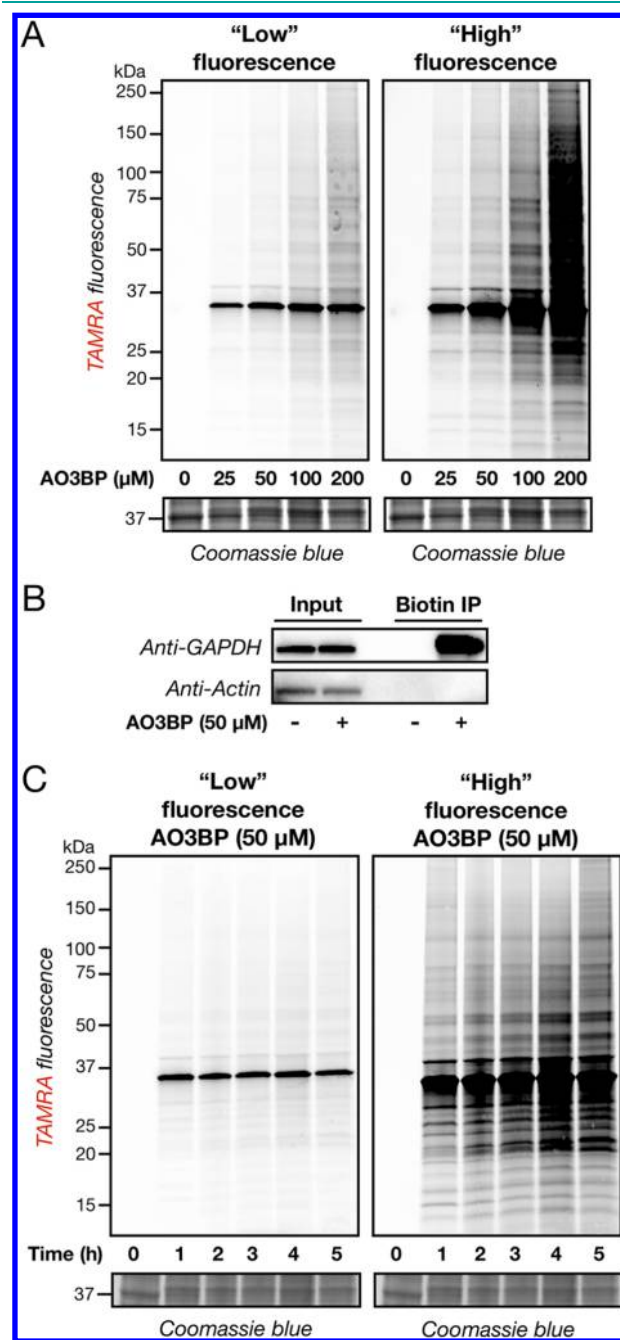 A
“Low” fluorescence
“High” fluorescence
kDa
250
150
100
75
50
37
25
20
15
TAMRA fluorescence
AO3BP (µM) 0 25 50 100 200 0 25 50 100 200
37
Coomassie blue Coomassie blue
B
Input Biotin IP
Anti-GAPDH
Anti-Actin
AO3BP (50 µM) - + - +
C
“Low” fluorescence AO3BP (50 µM)
“High” fluorescence AO3BP (50 µM)
kDa
250
150
100
75
50
37
25
20
15
TAMRA fluorescence
Time (h) 0 1 2 3 4 5 0 1 2 3 4 5
37
Coomassie blue Coomassie blue